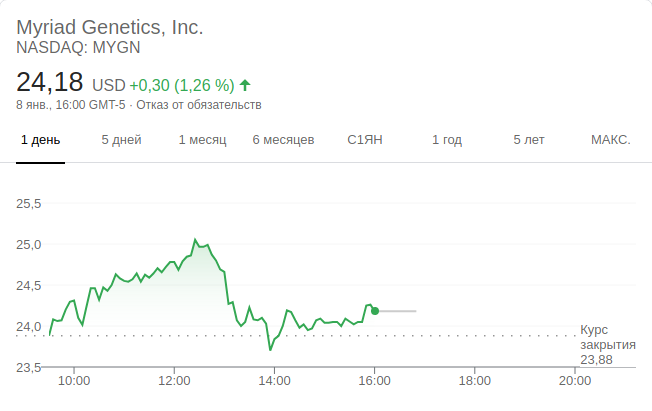 Myriad Genetics, Inc.
NASDAQ: MYGN
24,18 USD +0,30 (1,26 %)
8 янв., 16:00 GMT-5 · Отказ от обязательств
1 день 5 дней 1 месяц 6 месяцев С1ЯН 1 год 5 лет МАКС.
25,5
25,0
24,5
24,0
23,5
Курс
закрытия
23,88
10:00 12:00 14:00 16:00 18:00 20:00